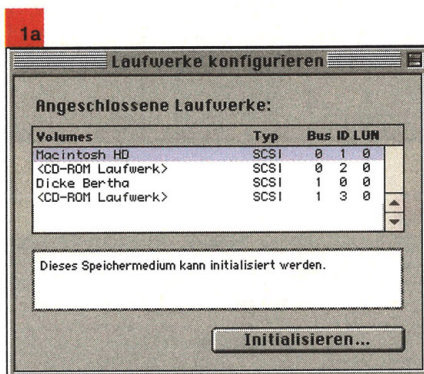 1a
Laufwerke konfigurieren
Angeschlossene Laufwerke:
Volumes Typ Bus ID LUN
Macintosh HD SCSI 0 1 0
<CD-ROM Laufwerk> SCSI 0 2 0
Dicke Bertha SCSI 1 0 0
<CD-ROM Laufwerk> SCSI 1 3 0
Dieses Speichermedium kann initialisiert werden.
Initialisieren...